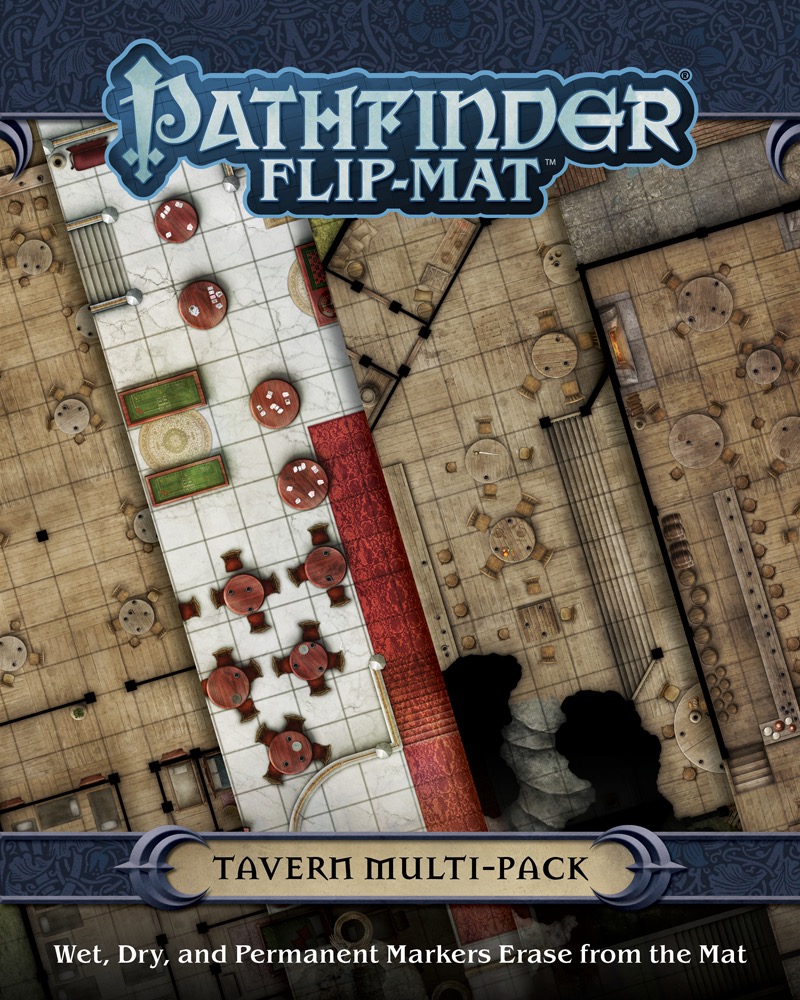 PATHFINDER®
FLIP-MAT™
TAVERN MULTI-PACK
Wet, Dry, and Permanent Markers Erase from the Mat